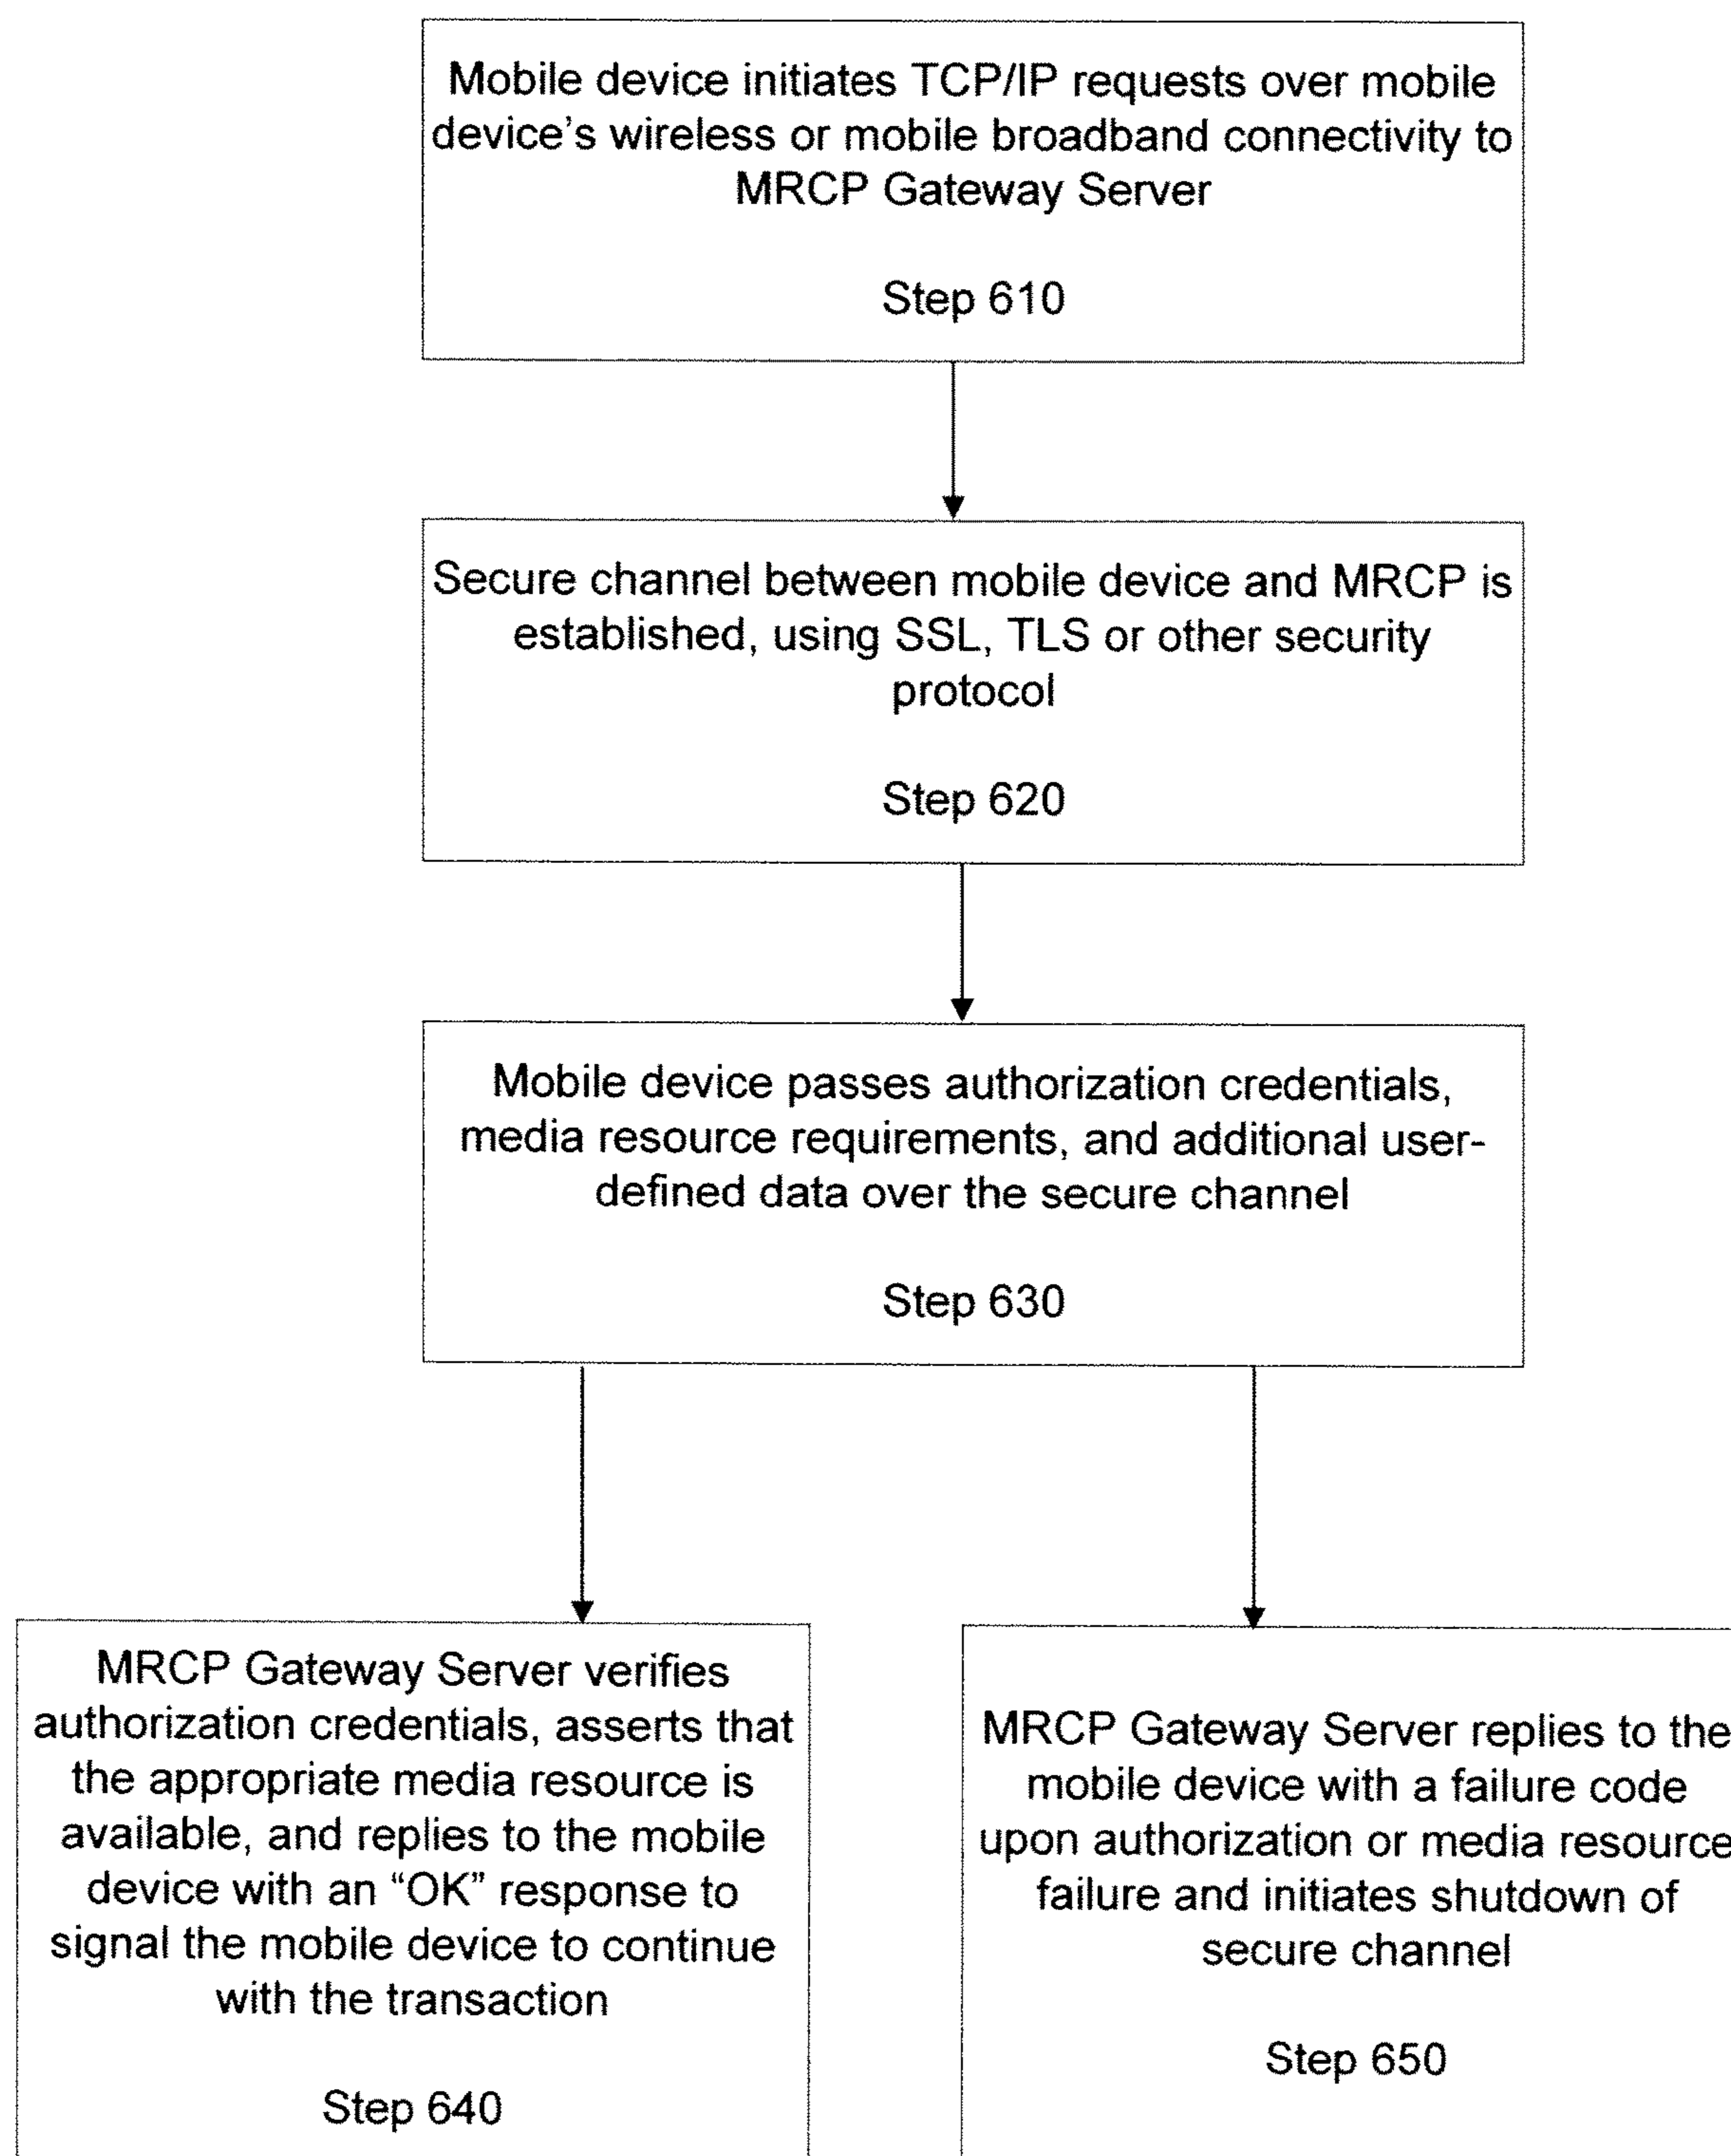 Mobile device initiates TCP/IP requests over mobile
device's wireless or mobile broadband connectivity to
MRCP Gateway Server
Step 610
Secure channel between mobile device and MRCP is
established, using SSL, TLS or other security
protocol
Step 620
Mobile device passes authorization credentials,
media resource requirements, and additional user-
defined data over the secure channel
Step 630
MRCP Gateway Server verifies
authorization credentials, asserts that
the appropriate media resource is
available, and replies to the mobile
device with an “OK” response to
signal the mobile device to continue
with the transaction
Step 640
MRCP Gateway Server replies to the
mobile device with a failure code
upon authorization or media resource
failure and initiates shutdown of
secure channel
Step 650